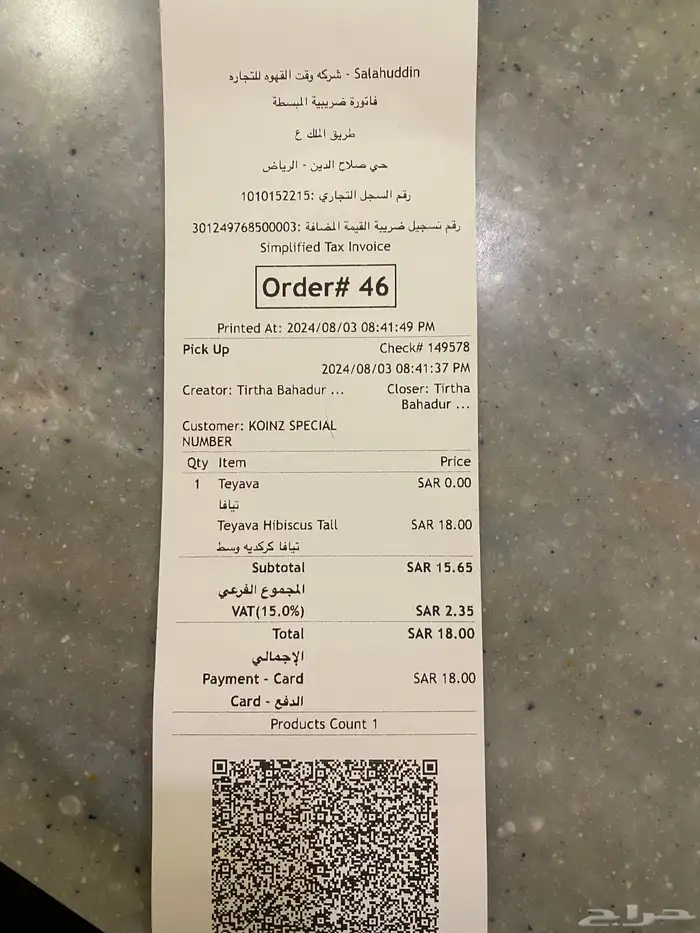 Salahuddin - شركه وقت القهوه للتجاره
فاتورة ضريبية المبسطة
طريق الملك ع
حي صلاح الدين - الرياض
رقم السجل التجاري :1010152215
رقم تسجيل ضريبة القيمة المضافة :301249768500003
Simplified Tax Invoice
Order# 46
Printed At: 2024/08/03 08:41:49 PM
Pick Up Check# 149578
2024/08/03 08:41:37 PM
Creator: Tirtha Bahadur ... Closer: Tirtha
Bahadur ...
Customer: KOINZ SPECIAL
NUMBER
Qty Item Price
1 Teyava SAR 0.00
تيافا
Teyava Hibiscus Tall SAR 18.00
تيافا كركديه وسط
Subtotal SAR 15.65
المجموع الفرعي
VAT(15.0%) SAR 2.35
Total SAR 18.00
الإجمالي
Payment - Card SAR 18.00
الدفع - Card
Products Count 1
حراج